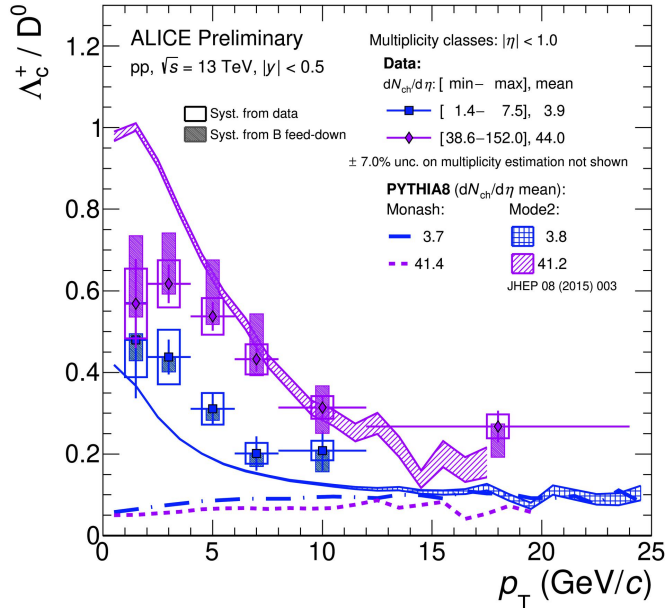 Λc+ / D0
ALICE Preliminary
pp, √s = 13 TeV, |y| < 0.5
Syst. from data
Syst. from B feed-down
Multiplicity classes: |η| < 1.0
Data:
dNch/dη: [ min− max], mean
[ 1.4− 7.5], 3.9
[38.6−152.0], 44.0
± 7.0% unc. on multiplicity estimation not shown
PYTHIA8 (dNch/dη mean):
Monash: Mode2:
3.7 3.8
41.4 41.2
JHEP 08 (2015) 003
1.2
1
0.8
0.6
0.4
0.2
0
0 5 10 15 20 25
pT (GeV/c)